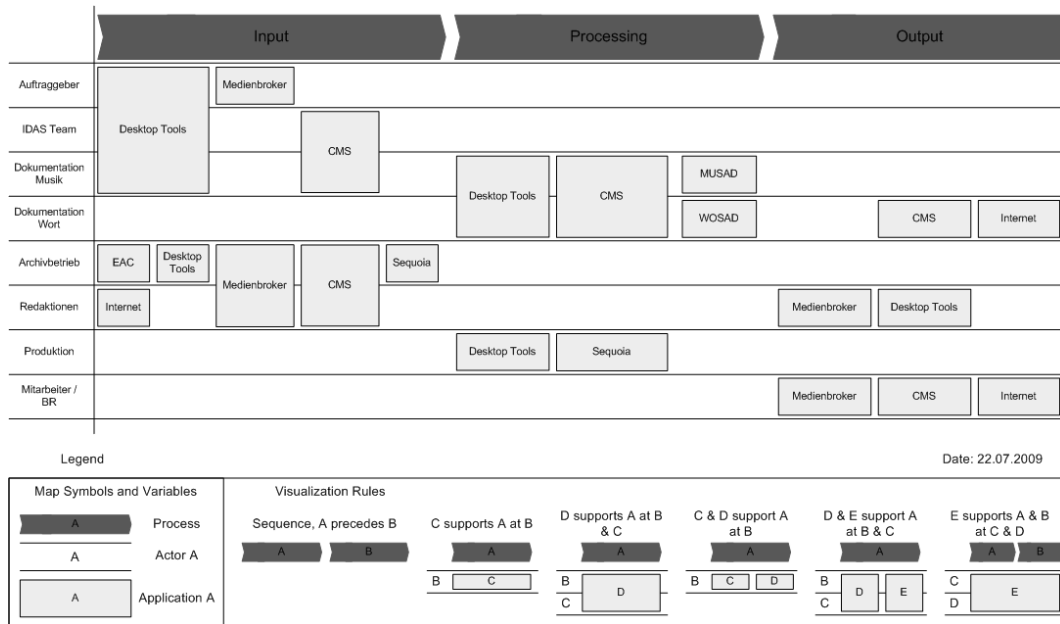 Input Processing Output
Auftraggeber Medienbroker
IDAS Team Desktop Tools CMS
Dokumentation
Musik
Desktop Tools CMS MUSAD
Dokumentation
Wort
WOSAD CMS Internet
Archivbetrieb EAC Desktop
Tools
Medienbroker CMS Sequoia
Redaktionen Internet Medienbroker Desktop Tools
Produktion Desktop Tools Sequoia
Mitarbeiter /
BR
Medienbroker CMS Internet
Legend Date: 22.07.2009
Map Symbols and Variables
A Process
A Actor A
A Application A
Visualization Rules
Sequence, A precedes B
A B
C supports A at B
A
B C
D supports A at B
& C
A
B
C
D
C & D support A
at B
A
B C D
D & E support A
at B & C
A
B
C
D E
E supports A & B
at C & D
A B
C
D
E